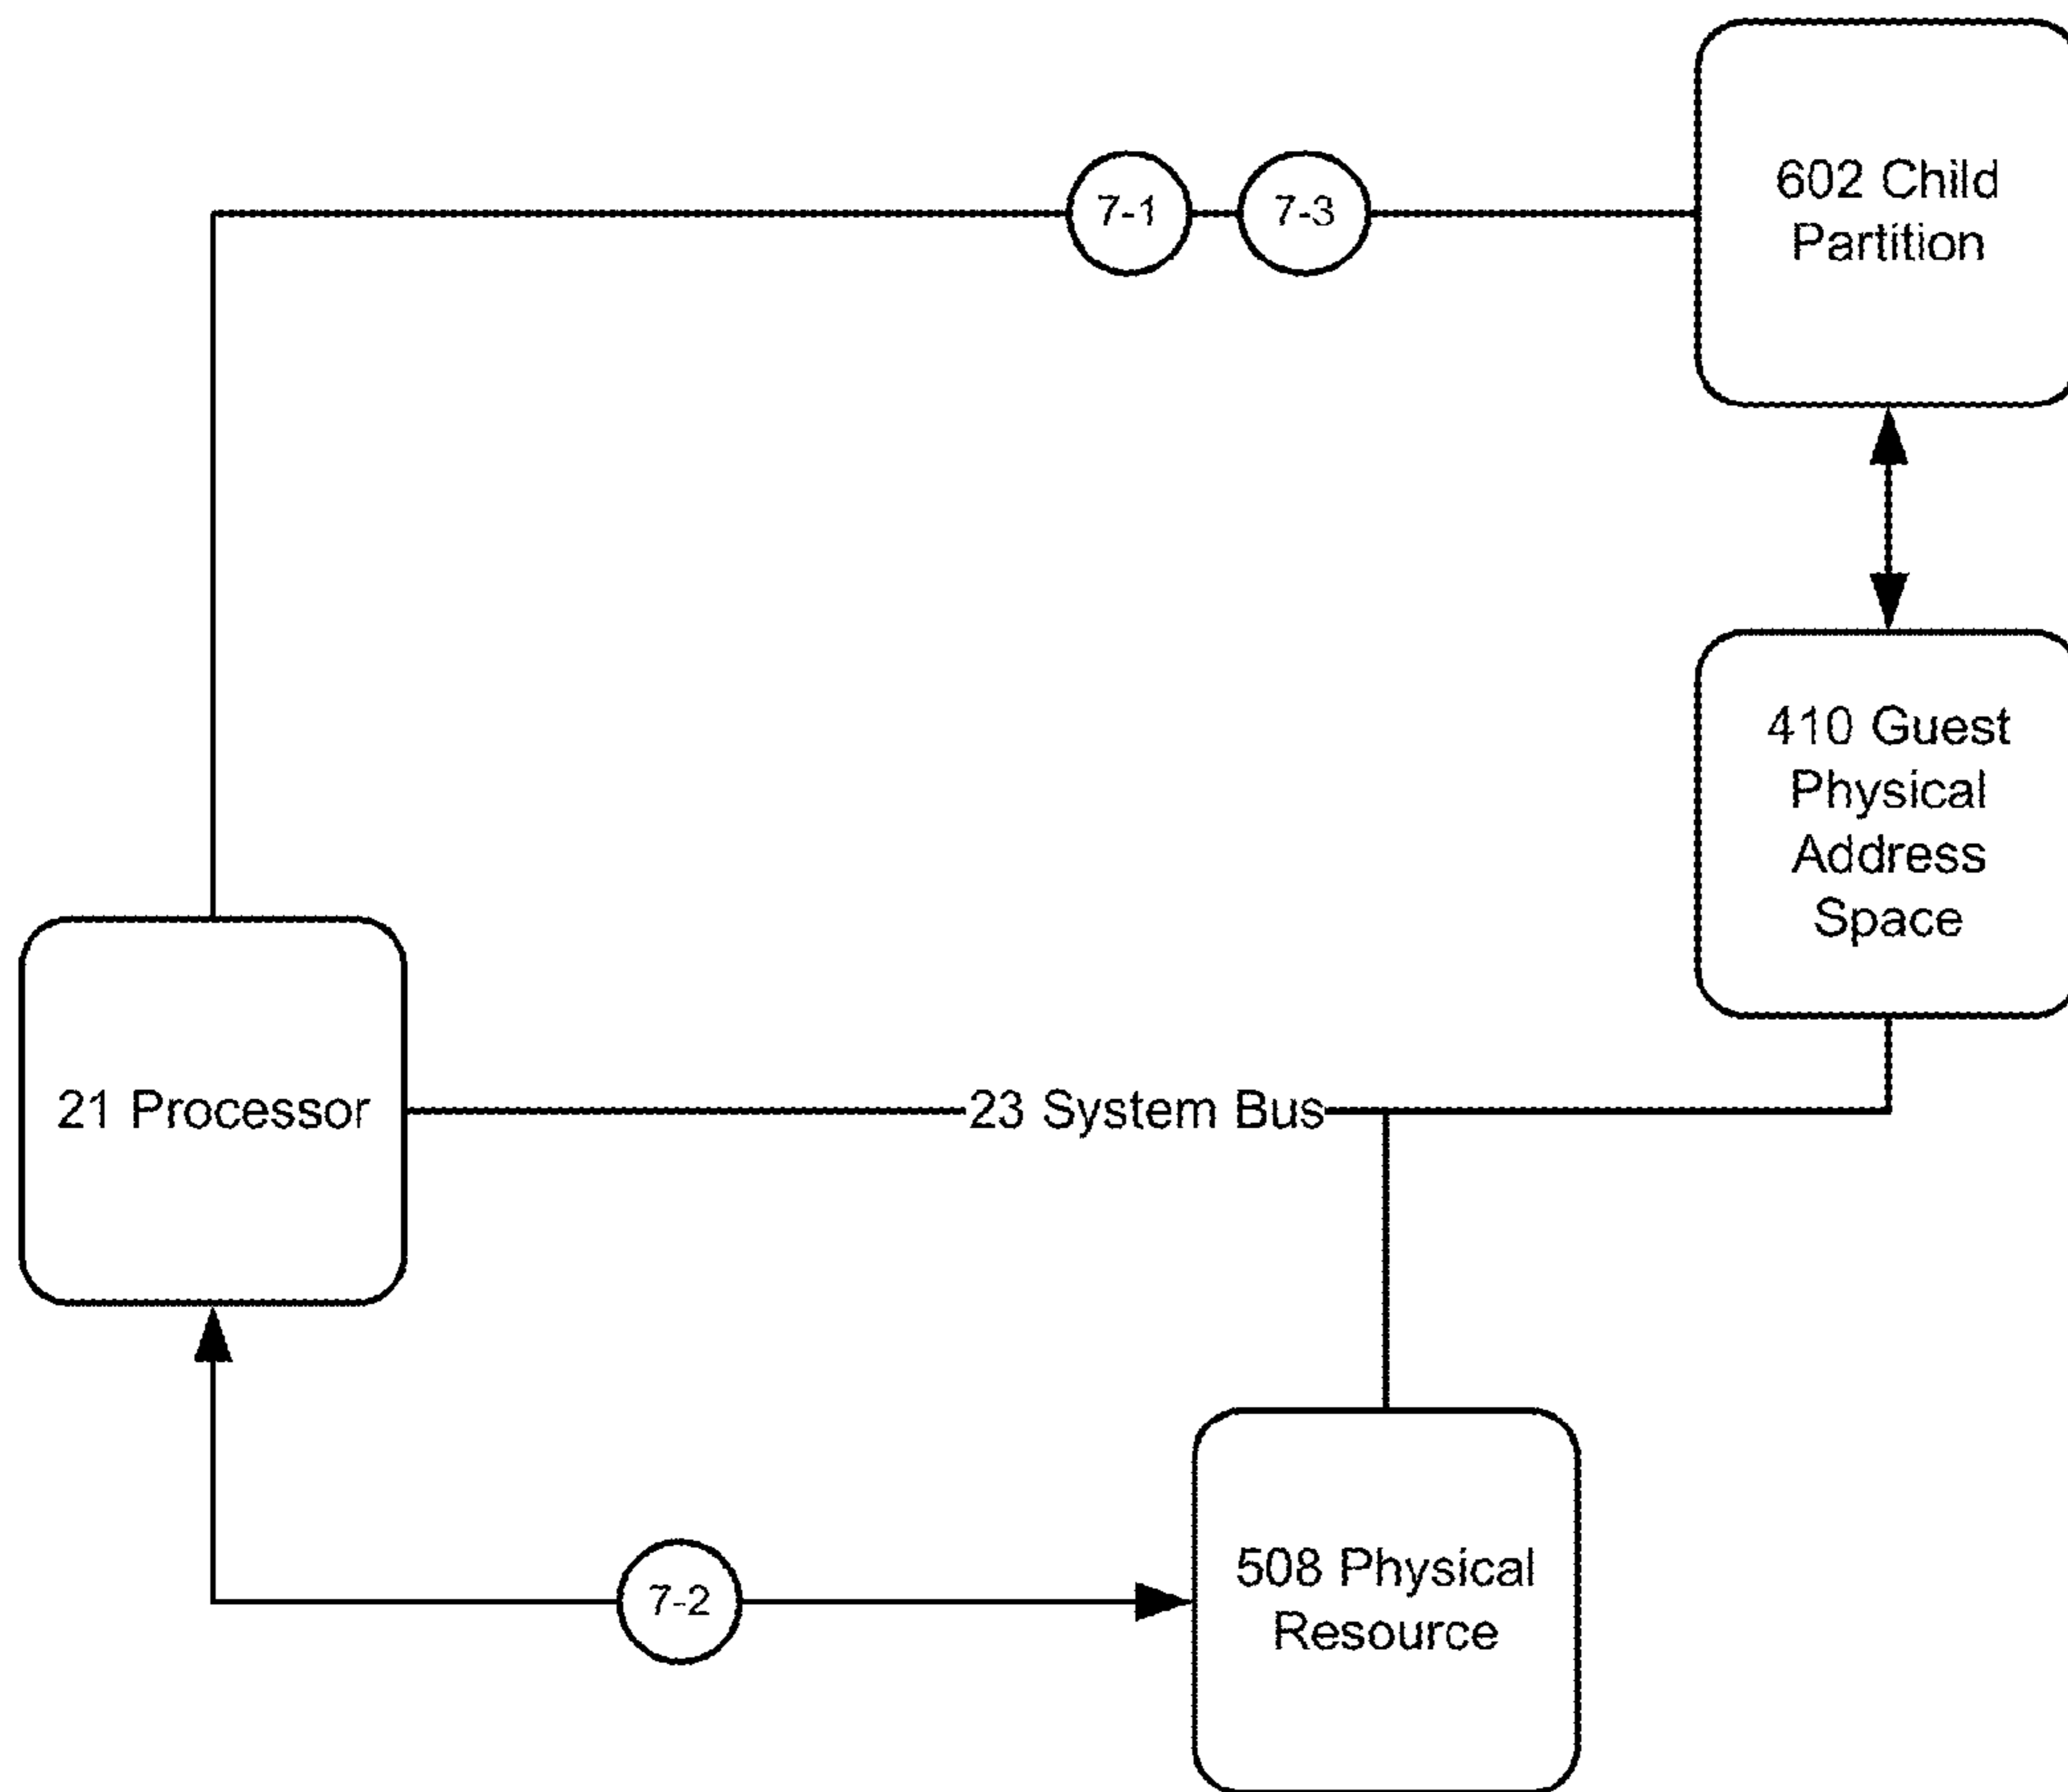 602 Child
Partition
7-1
7-3
410 Guest
Physical
Address
Space
21 Processor
23 System Bus
508 Physical
Resource
7-2